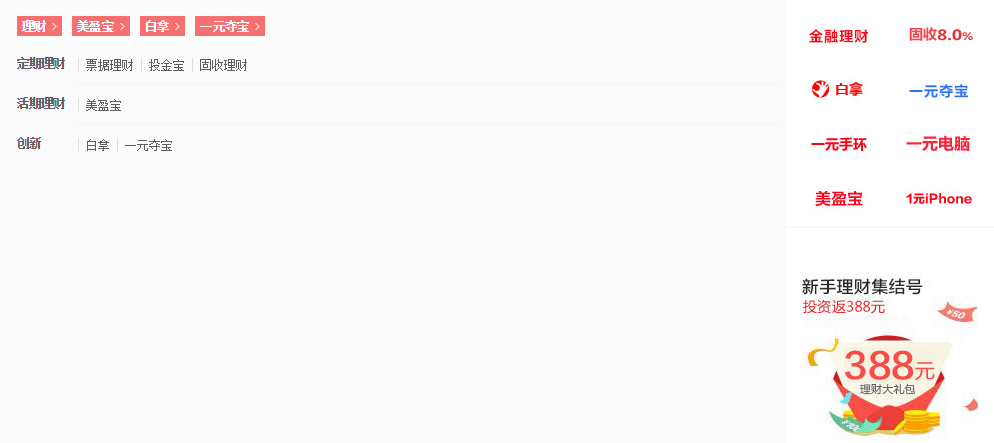 理财 > 美盈宝 > 白拿 > 一元夺宝 >
定期理财 票据理财 投金宝 固收理财
活期理财 美盈宝
创新 白拿 一元夺宝
金融理财 固收8.0%
白拿 一元夺宝
一元手环 一元电脑
美盈宝 1元iPhone
新手理财集结号
投资返388元
¥50
388元
理财大礼包
¥100